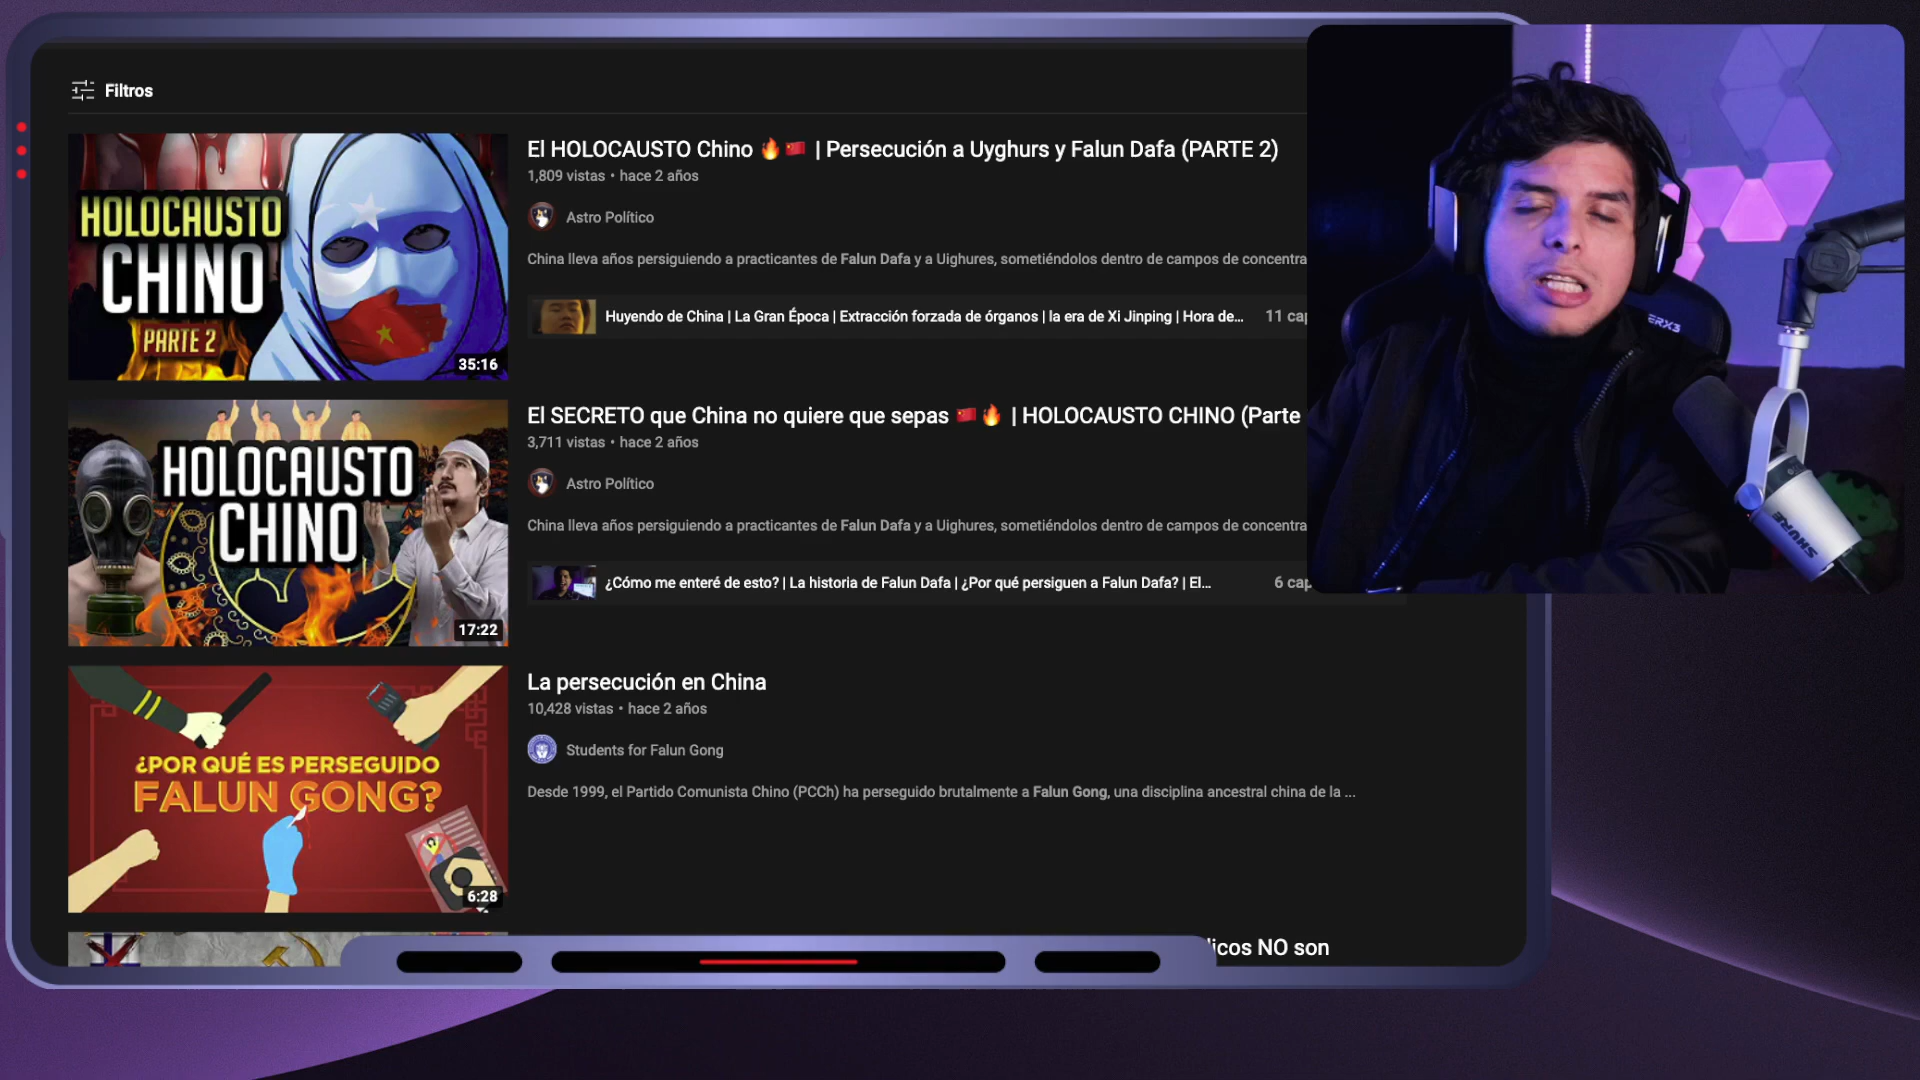 Filtros
HOLOCAUSTO
CHINO
PARTE 2
35:16
El HOLOCAUSTO Chino 🔥🇨🇳 | Persecución a Uyghurs y Falun Dafa (PARTE 2)
1,809 vistas • hace 2 años
Astro Político
China lleva años persiguiendo a practicantes de Falun Dafa y a Uighures, sometiéndolos dentro de campos de concentra
Huyendo de China | La Gran Época | Extracción forzada de órganos | la era de Xi Jinping | Hora de...
11 cap
HOLOCAUSTO
CHINO
17:22
El SECRETO que China no quiere que sepas 🇨🇳🔥 | HOLOCAUSTO CHINO (Parte
3,711 vistas • hace 2 años
Astro Político
China lleva años persiguiendo a practicantes de Falun Dafa y a Uighures, sometiéndolos dentro de campos de concentra
¿Cómo me enteré de esto? | La historia de Falun Dafa | ¿Por qué persiguen a Falun Dafa? | El...
6 cap
¿POR QUÉ ES PERSEGUIDO
FALUN GONG?
6:28
La persecución en China
10,428 vistas • hace 2 años
Students for Falun Gong
Desde 1999, el Partido Comunista Chino (PCCh) ha perseguido brutalmente a Falun Gong, una disciplina ancestral china de la ...
icos NO son
ERX3
SHURE